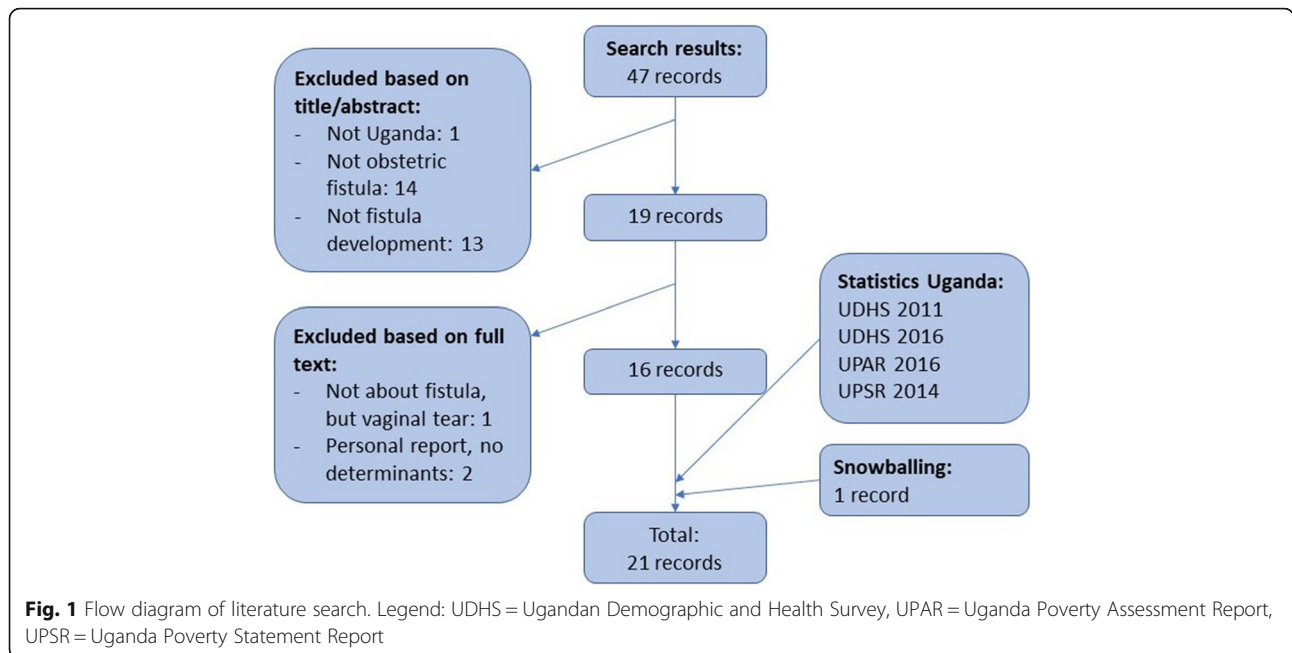 Search results:
47 records
Excluded based on
title/abstract:
- Not Uganda: 1
- Not obstetric
fistula: 14
- Not fistula
development: 13
19 records
Excluded based on full
text:
- Not about fistula,
but vaginal tear: 1
- Personal report, no
determinants: 2
16 records
Statistics Uganda:
UDHS 2011
UDHS 2016
UPAR 2016
UPSR 2014
Snowballing:
1 record
Total:
21 records
Fig. 1 Flow diagram of literature search. Legend: UDHS = Ugandan Demographic and Health Survey, UPAR = Uganda Poverty Assessment Report,
UPSR = Uganda Poverty Statement Report